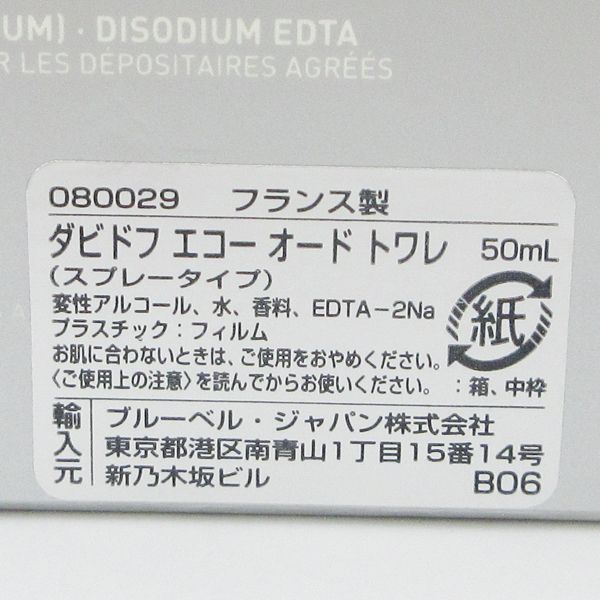 UM) · DISODIUM EDTA
R LES DÉPOSITAIRES AGRÉÉS
080029 フランス製
ダビドフ エコー オード トワレ 50mL
(スプレータイプ)
変性アルコール、水、香料、EDTA-2Na
プラスチック:フィルム
紙
お肌に合わないときは、ご使用をおやめください。
〈ご使用上の注意〉を読んでからお使いください。 :箱、中枠
輸入元
ブルーベル・ジャパン株式会社
東京都港区南青山1丁目15番14号
新乃木坂ビル B06